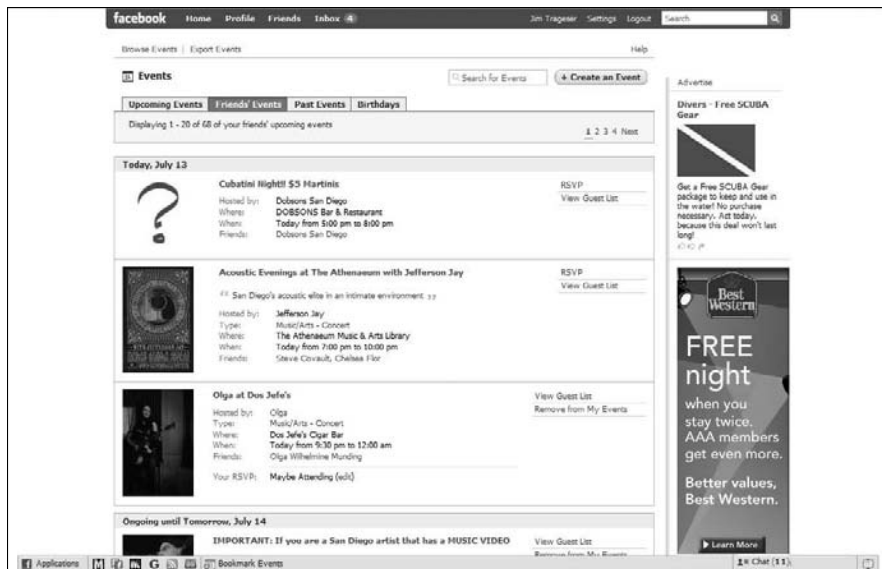 facebook Home Profile Friends Inbox 4 Jim Trageser Settings Logout Search
Browse Events | Export Events Help
Events Search for Events + Create an Event
Upcoming Events Friends' Events Past Events Birthdays
Displaying 1 - 20 of 68 of your friends' upcoming events 1 2 3 4 Next
Today, July 13
Cubatini Night!! $5 Martinis
Hosted by: Dobsons San Diego
Where: DOBSONS Bar & Restaurant
When: Today from 5:00 pm to 8:00 pm
Friends: Dobsons San Diego
RSVP
View Guest List
Acoustic Evenings at The Athenaeum with Jefferson Jay
“ San Diego's acoustic elite in an intimate environment ”
Hosted by: Jefferson Jay
Type: Music/Arts - Concert
Where: The Athenaeum Music & Arts Library
When: Today from 7:00 pm to 10:00 pm
Friends: Steve Covault, Chelsea Flor
RSVP
View Guest List
Olga at Dos Jefe's
Hosted by: Olga
Type: Music/Arts - Concert
Where: Dos Jefe's Cigar Bar
When: Today from 9:30 pm to 12:00 am
Friends: Olga Wilhelmine Munding
Your RSVP: Maybe Attending (edit)
View Guest List
Remove from My Events
Ongoing until Tomorrow, July 14
IMPORTANT: If you are a San Diego artist that has a MUSIC VIDEO
View Guest List
Remove from My Events
Advertise
Divers - Free SCUBA
Gear
Get a Free SCUBA Gear
package to keep and use in
the water! No purchase
necessary. Act today,
because this deal won't last
long!
Best
Western
FREE
night
when you
stay twice.
AAA members
get even more.
Better values,
Best Western.
Learn More
Applications Bookmark Events Chat (11)